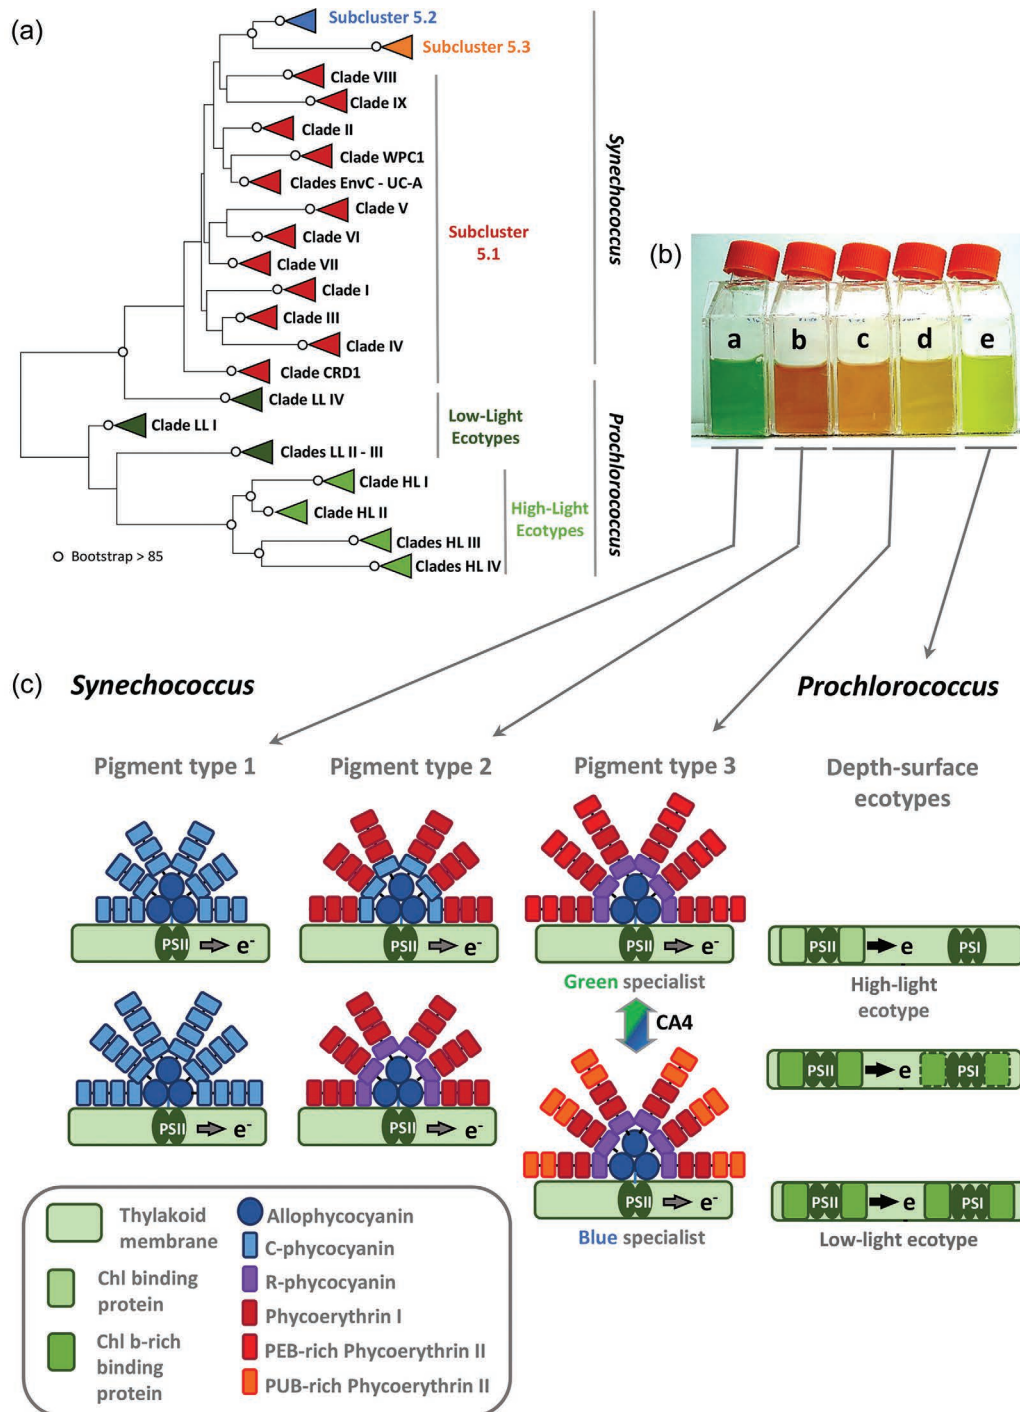 (a)
Subcluster 5.2
Subcluster 5.3
Clade VIII
Clade IX
Clade II
Clade WPC1
Clades EnvC - UC-A
Clade V
Clade VI
Clade VII
Clade I
Clade III
Clade IV
Clade CRD1
Clade LL IV
Clade LL I
Clades LL II - III
Clade HL I
Clade HL II
Clades HL III
Clades HL IV
Bootstrap > 85
Subcluster
5.1
Low-Light
Ecotypes
High-Light
Ecotypes
Synechococcus
Prochlorococcus
(b)
a
b
c
d
e
(c)
Synechococcus
Prochlorococcus
Pigment type 1
Pigment type 2
Pigment type 3
Depth-surface
ecotypes
PSII
e-
PSII
e-
PSII
e-
PSII
e
PSI
Green specialist
High-light
ecotype
CA4
PSII
e
PSI
PSII
e-
PSII
e-
PSII
e-
PSII
e
PSI
Blue specialist
Low-light ecotype
Thylakoid
membrane
Chl binding
protein
Chl b-rich
binding
protein
Allophycocyanin
C-phycocyanin
R-phycocyanin
Phycoerythrin I
PEB-rich Phycoerythrin II
PUB-rich Phycoerythrin II